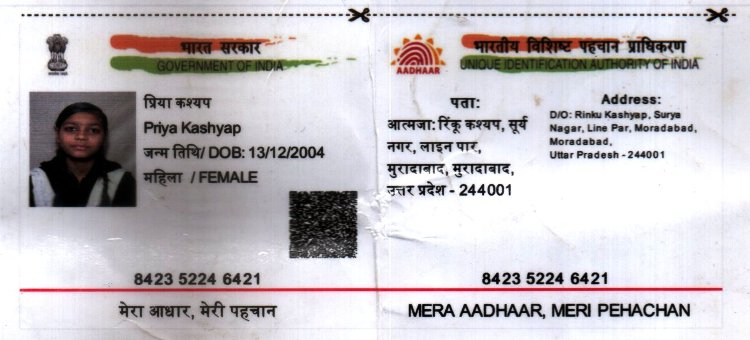 भारत सरकार
GOVERNMENT OF INDIA
प्रिया कश्यप
Priya Kashyap
जन्म तिथि/ DOB: 13/12/2004
महिला / FEMALE
8423 5224 6421
मेरा आधार, मेरी पहचान
भारतीय विशिष्ट पहचान प्राधिकरण
UNIQUE IDENTIFICATION AUTHORITY OF INDIA
AADHAAR
पता:
आत्मजा: रिंकू कश्यप, सूर्य
नगर, लाइन पार,
मुरादाबाद, मुरादाबाद,
उत्तर प्रदेश - 244001
Address:
D/O: Rinku Kashyap, Surya
Nagar, Line Par, Moradabad,
Moradabad,
Uttar Pradesh - 244001
8423 5224 6421
MERA AADHAAR, MERI PEHACHAN